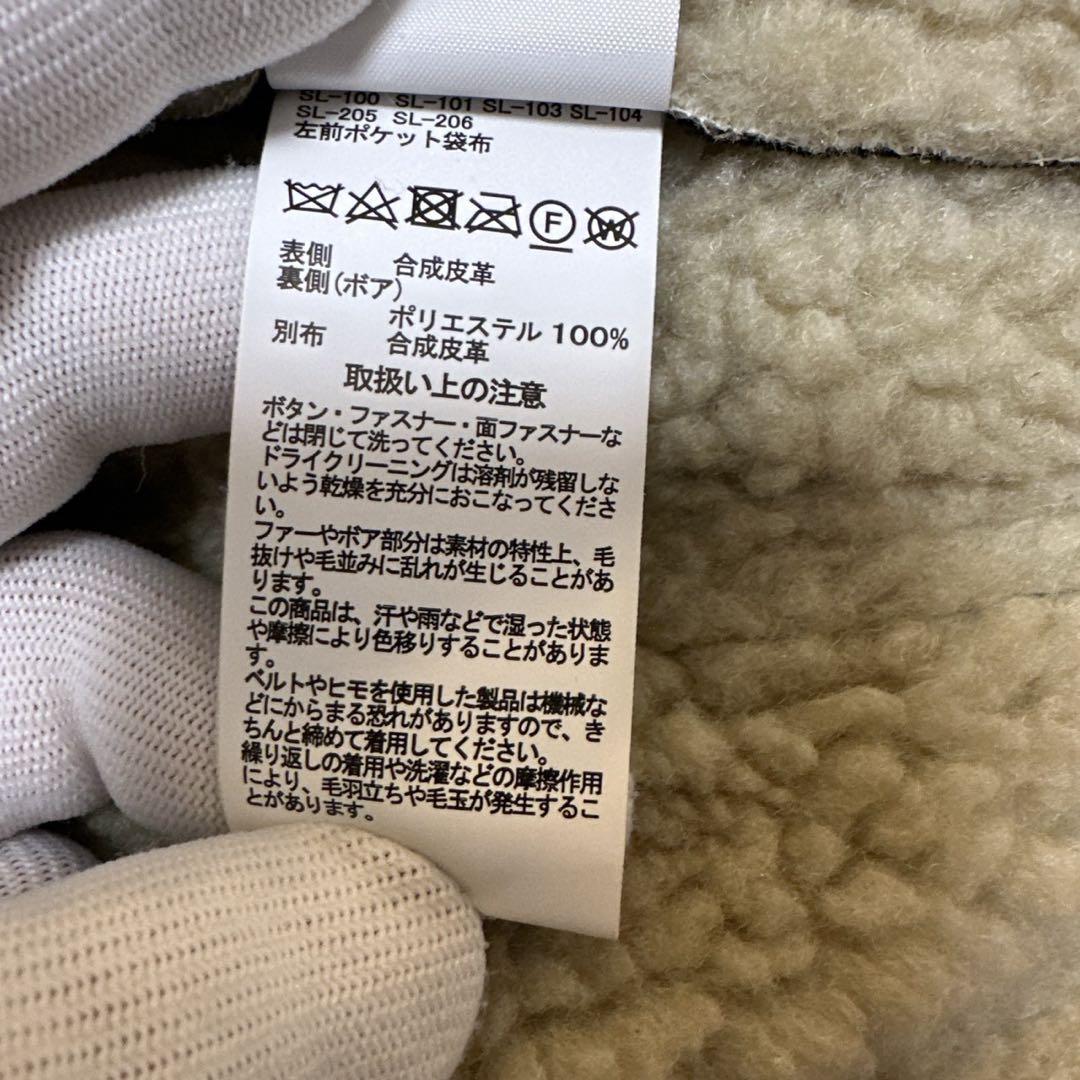 SL-100 SL-101 SL-103 SL-104
SL-205 SL-206
左前ポケット袋布
F W
表側 合成皮革
裏側(ボア)
ポリエステル 100%
別布 合成皮革
取扱い上の注意
ボタン・ファスナー・面ファスナーな
どは閉じて洗ってください。
ドライクリーニングは溶剤が残留しな
いよう乾燥を充分におこなってくださ
い。
ファーやボア部分は素材の特性上、毛
抜けや毛並みに乱れが生じることがあ
ります。
この商品は、汗や雨などで湿った状態
や摩擦により色移りすることがありま
す。
ベルトやヒモを使用した製品は機械な
どにからまる恐れがありますので、き
ちんと締めて着用してください。
繰り返しの着用や洗濯などの摩擦作用
により、毛羽立ちや毛玉が発生するこ
とがあります。